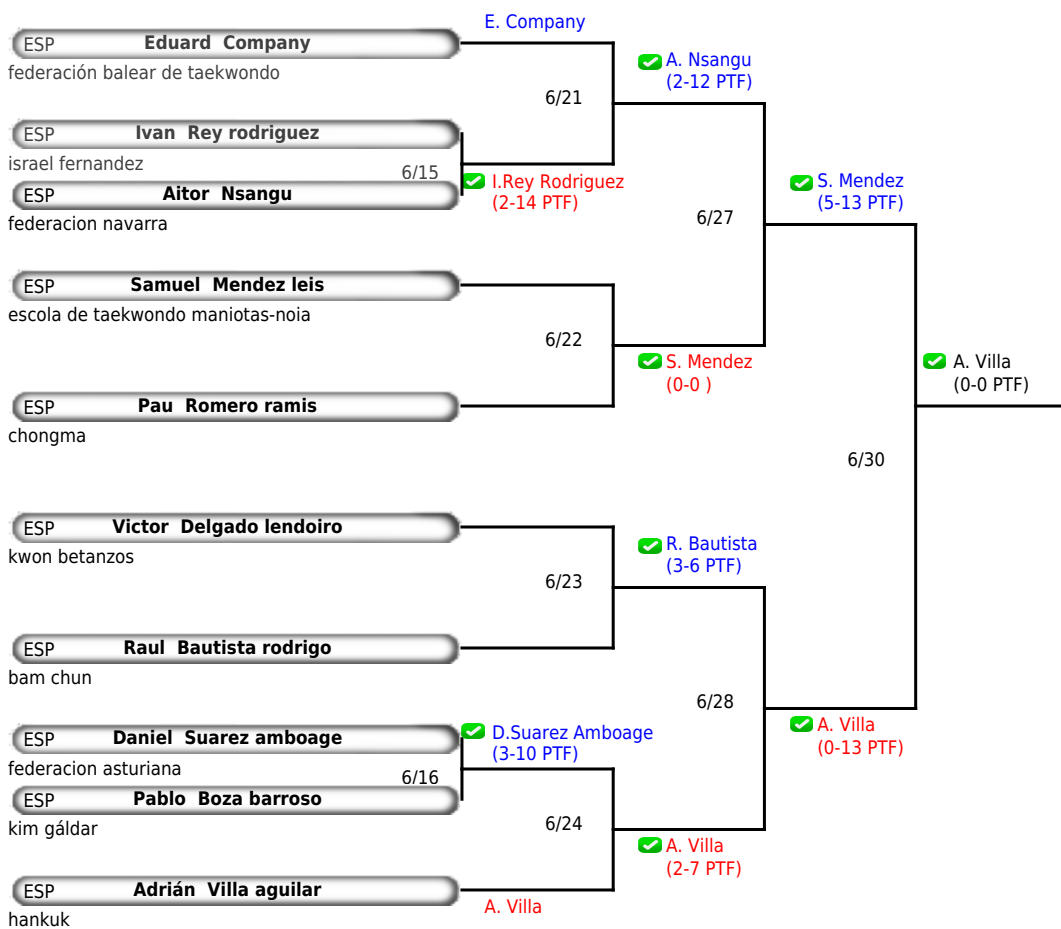 E. Company
ESP Eduard Company
federación balear de taekwondo
A. Nsangu
(2-12 PTF)
6/21
ESP Ivan Rey rodriguez
israel fernandez
6/15
I.Rey Rodriguez
(2-14 PTF)
ESP Aitor Nsangu
federacion navarra
S. Mendez
(5-13 PTF)
6/27
ESP Samuel Mendez leis
escola de taekwondo maniotas-noia
6/22
S. Mendez
(0-0 )
A. Villa
(0-0 PTF)
ESP Pau Romero ramis
chongma
6/30
ESP Victor Delgado lendoiro
kwon betanzos
R. Bautista
(3-6 PTF)
6/23
ESP Raul Bautista rodrigo
bam chun
6/28
ESP Daniel Suarez amboage
federacion asturiana
D.Suarez Amboage
(3-10 PTF)
A. Villa
(0-13 PTF)
6/16
ESP Pablo Boza barroso
kim gáldar
6/24
A. Villa
(2-7 PTF)
ESP Adrián Villa aguilar
hankuk
A. Villa